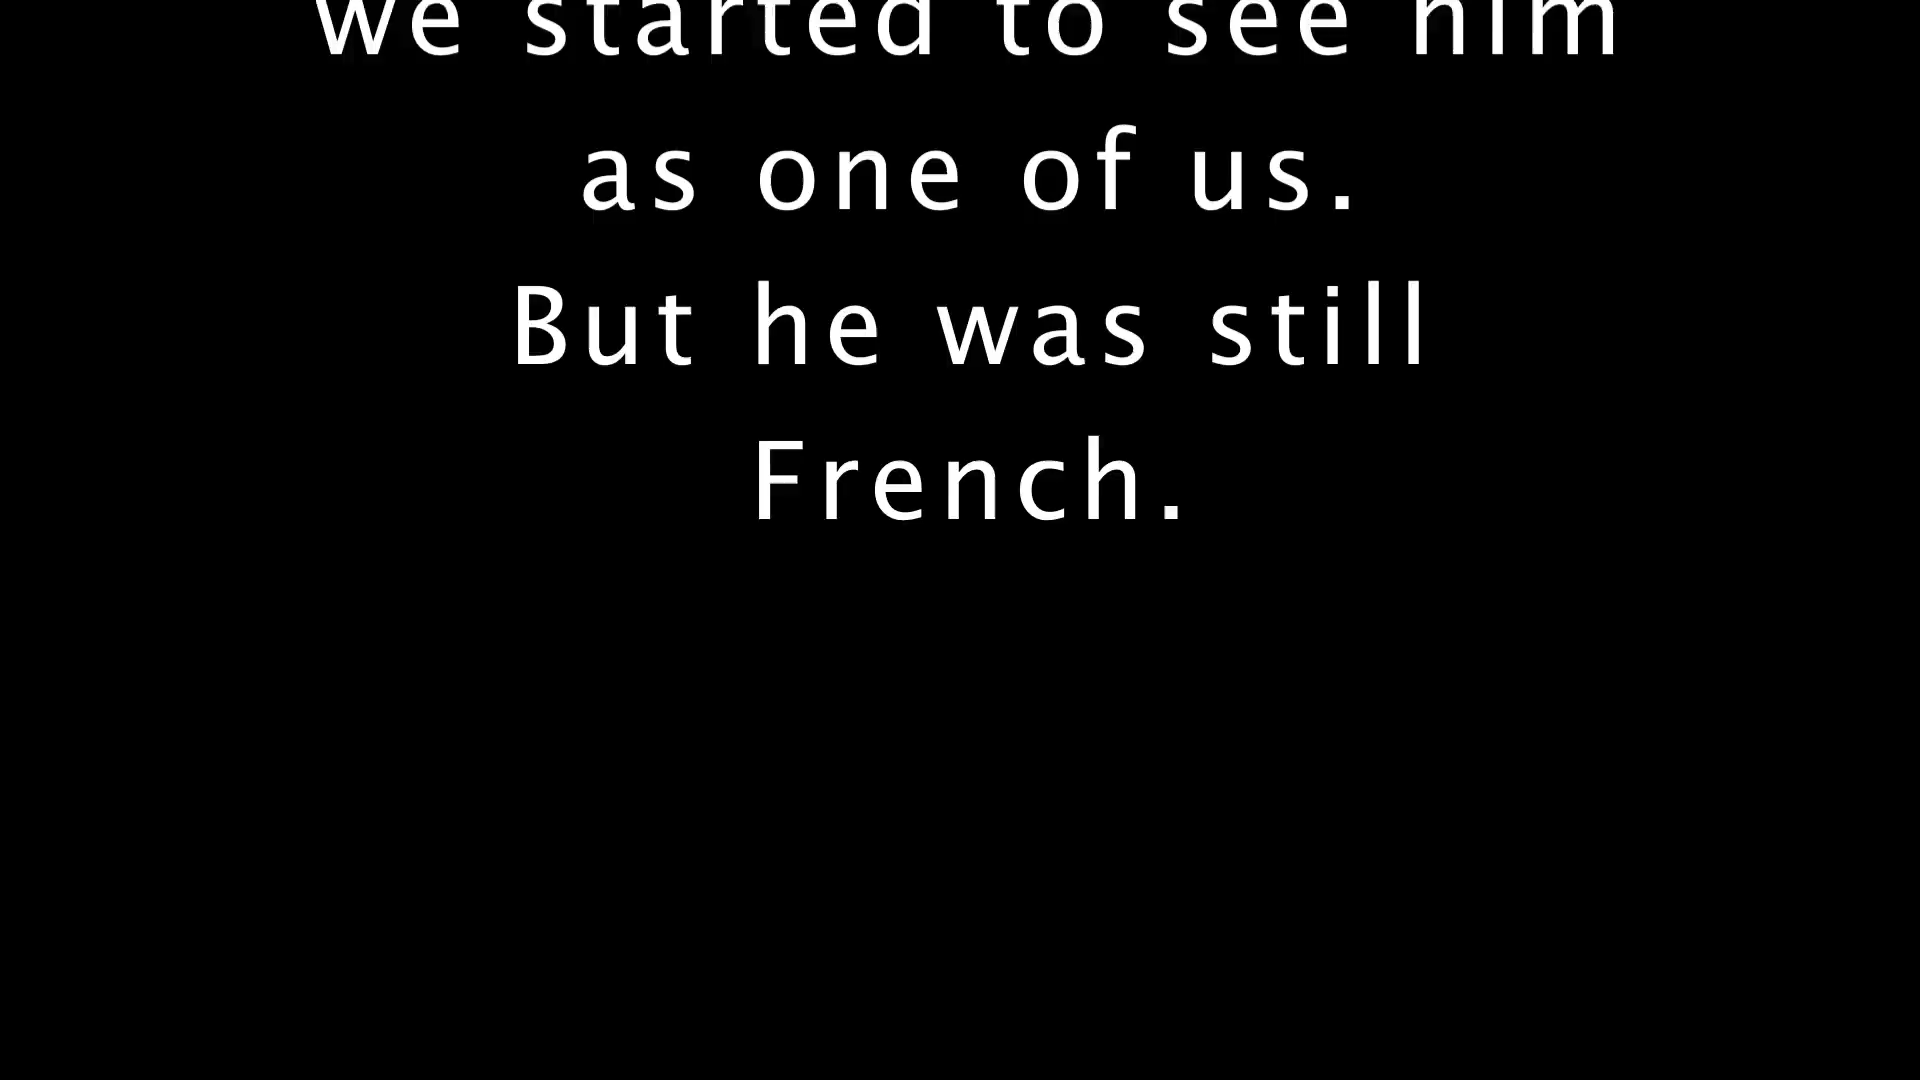 we started to see him
as one of us.
But he was still
French.